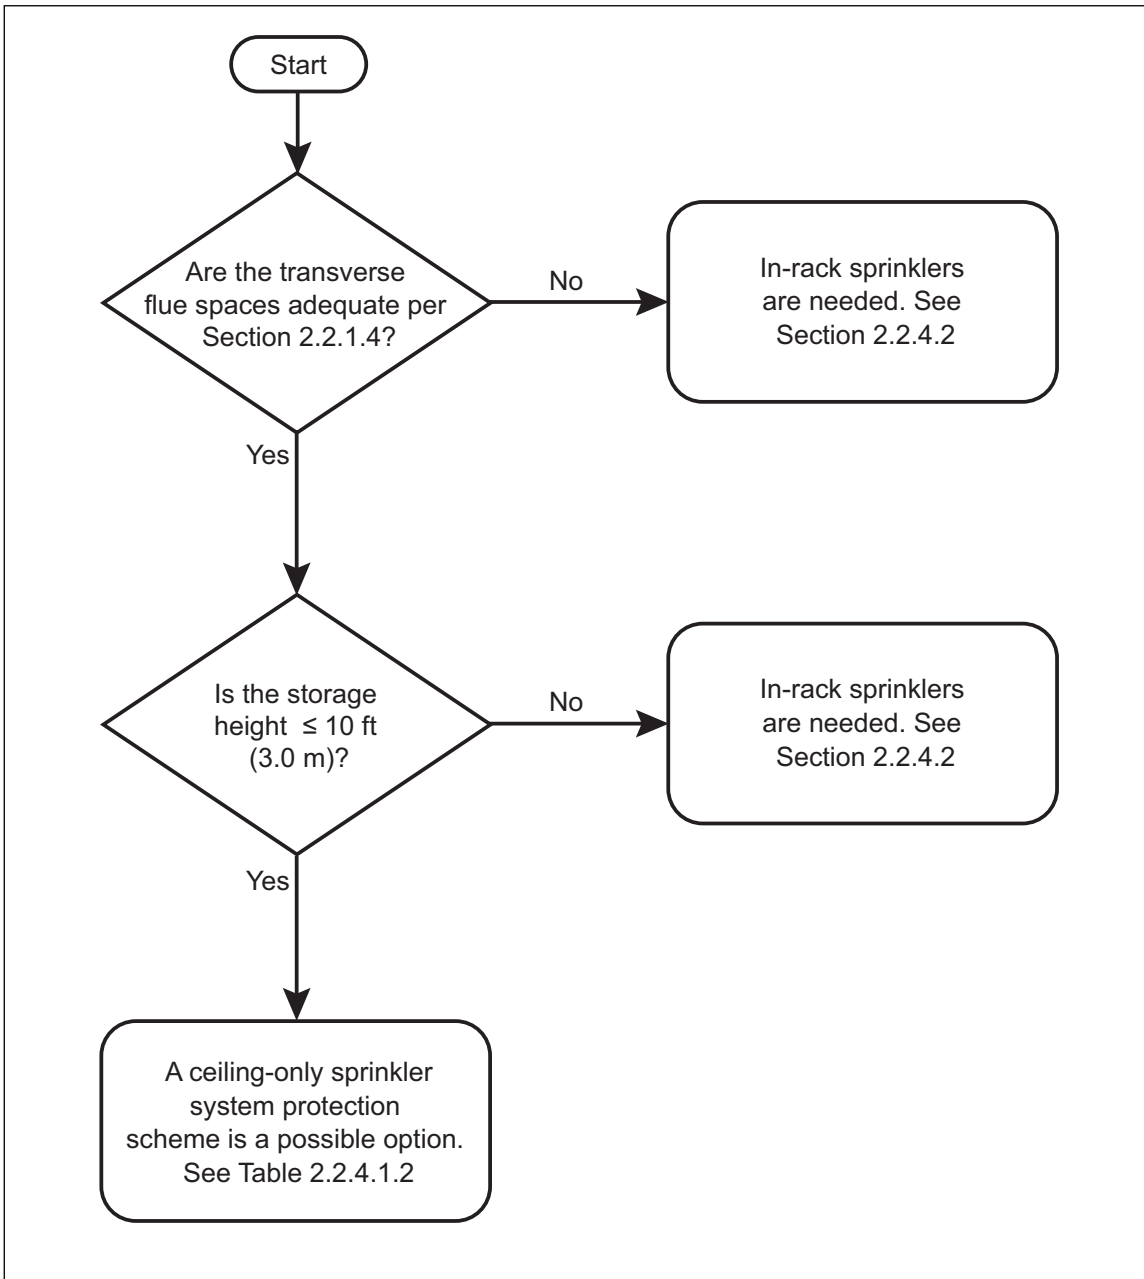 Start
Are the transverse
flue spaces adequate per
Section 2.2.1.4?
No
In-rack sprinklers
are needed. See
Section 2.2.4.2
Yes
Is the storage
height ≤ 10 ft
(3.0 m)?
No
In-rack sprinklers
are needed. See
Section 2.2.4.2
Yes
A ceiling-only sprinkler
system protection
scheme is a possible option.
See Table 2.2.4.1.2